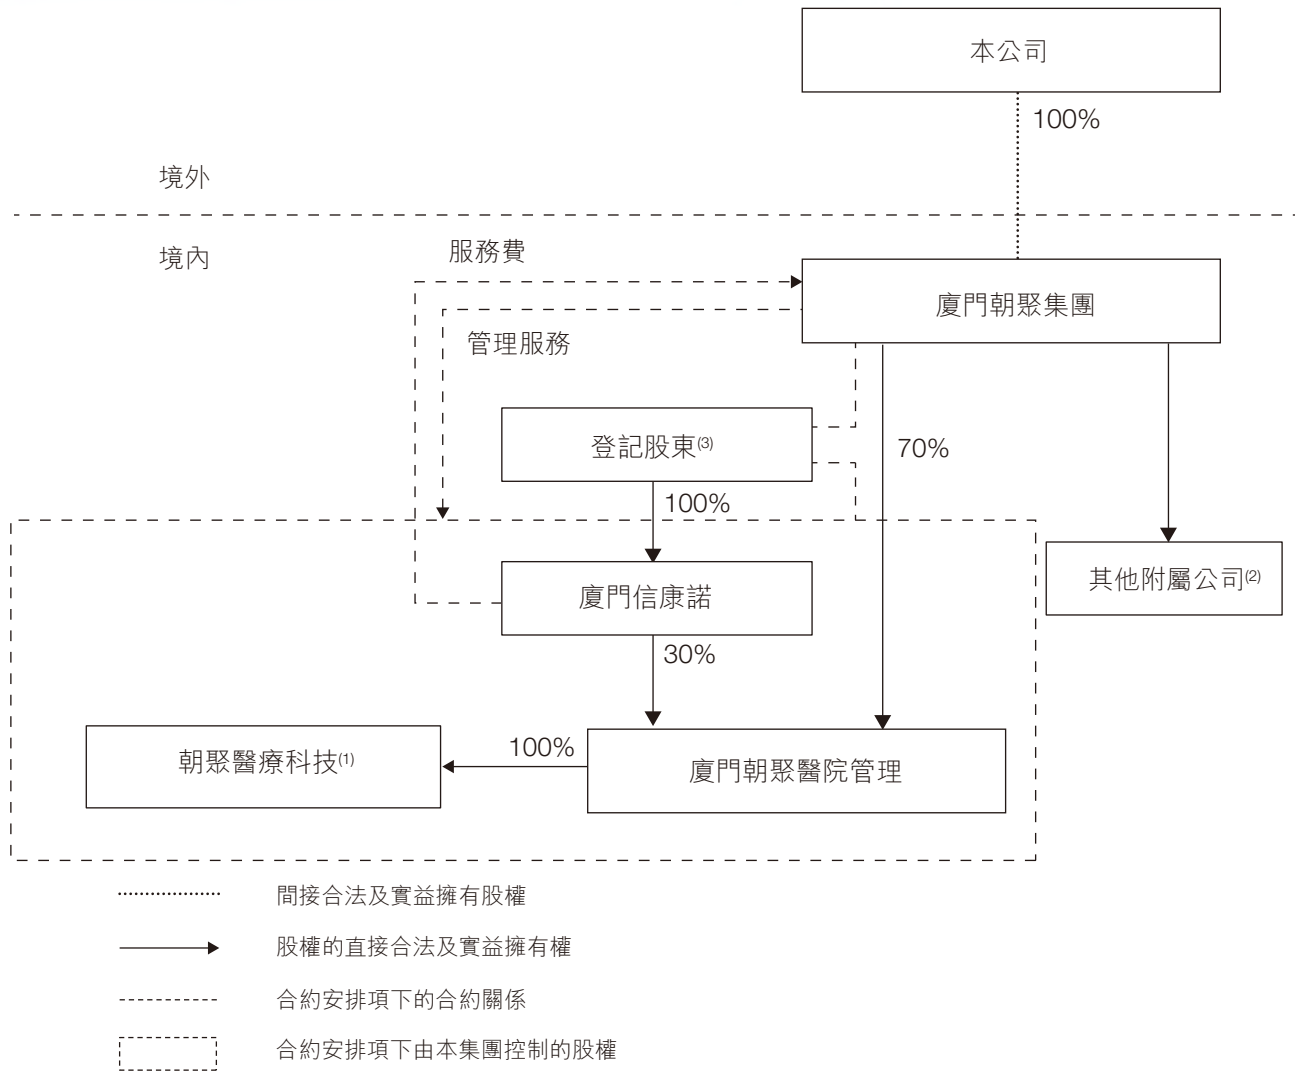 本公司
100%
境外
境內
服務費
廈門朝聚集團
管理服務
登記股東(3)
70%
100%
其他附屬公司(2)
廈門信康諾
30%
朝聚醫療科技(1)
100%
廈門朝聚醫院管理
間接合法及實益擁有股權
股權的直接合法及實益擁有權
合約安排項下的合約關係
合約安排項下由本集團控制的股權